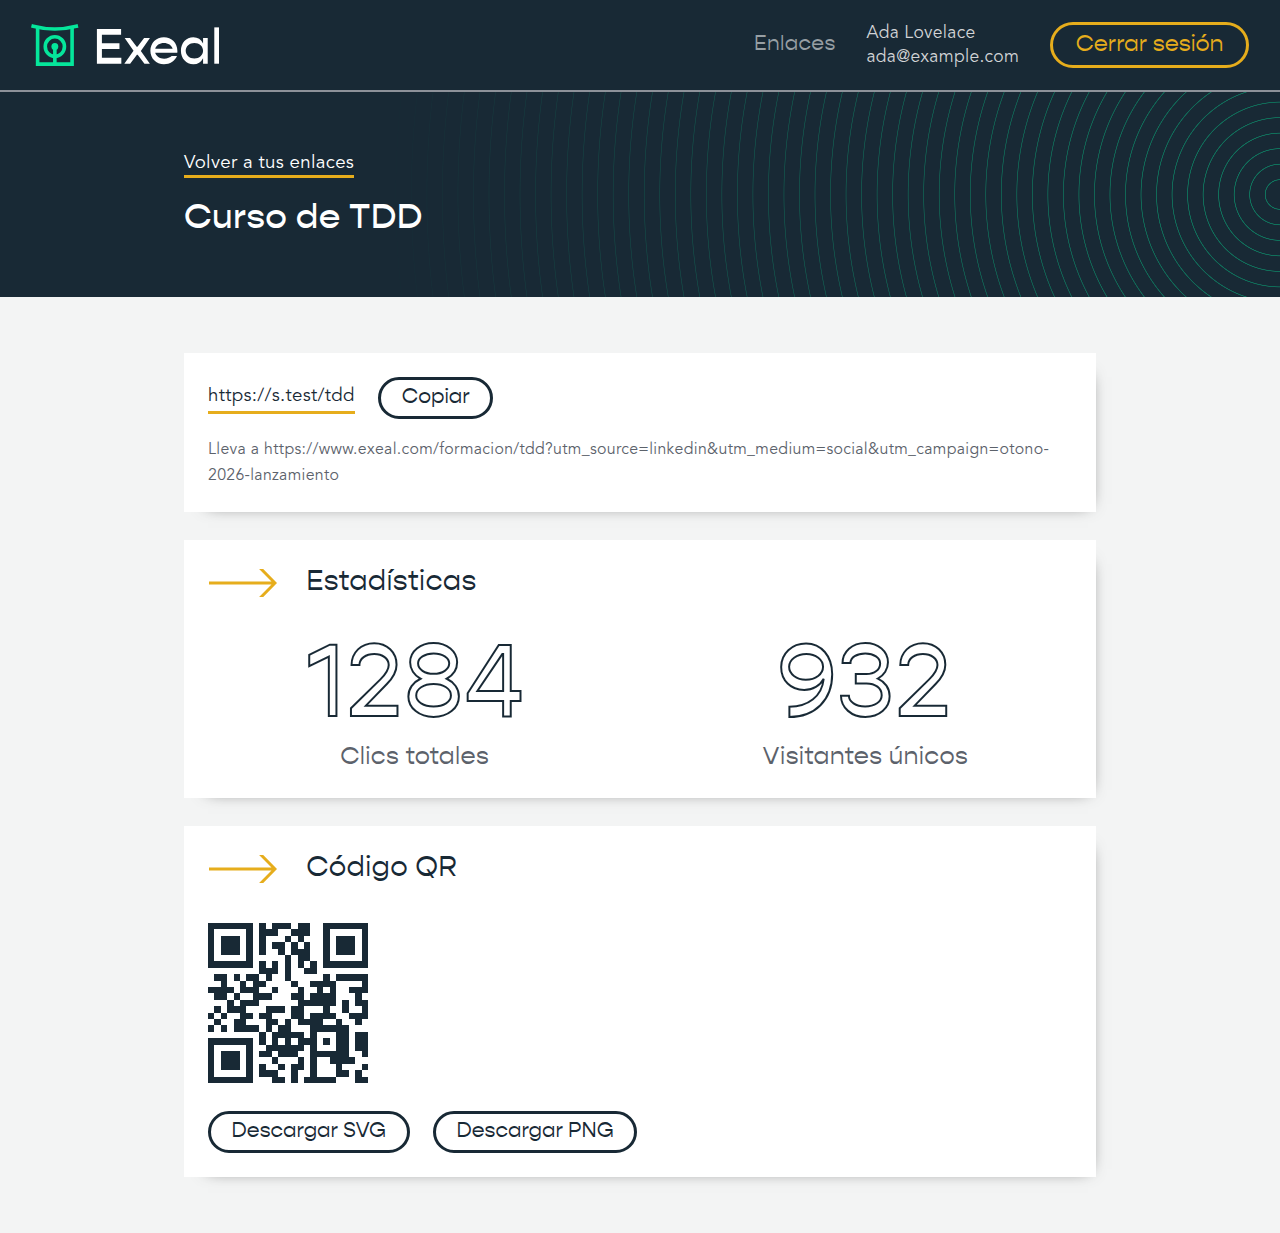 Exeal
Enlaces
Ada Lovelace
ada@example.com
Cerrar sesión
Volver a tus enlaces
Curso de TDD
https://s.test/tdd
Copiar
Lleva a https://www.exeal.com/formacion/tdd?utm_source=linkedin&utm_medium=social&utm_campaign=otono-
2026-lanzamiento
Estadísticas
1284
932
Clics totales
Visitantes únicos
Código QR
Descargar SVG
Descargar PNG